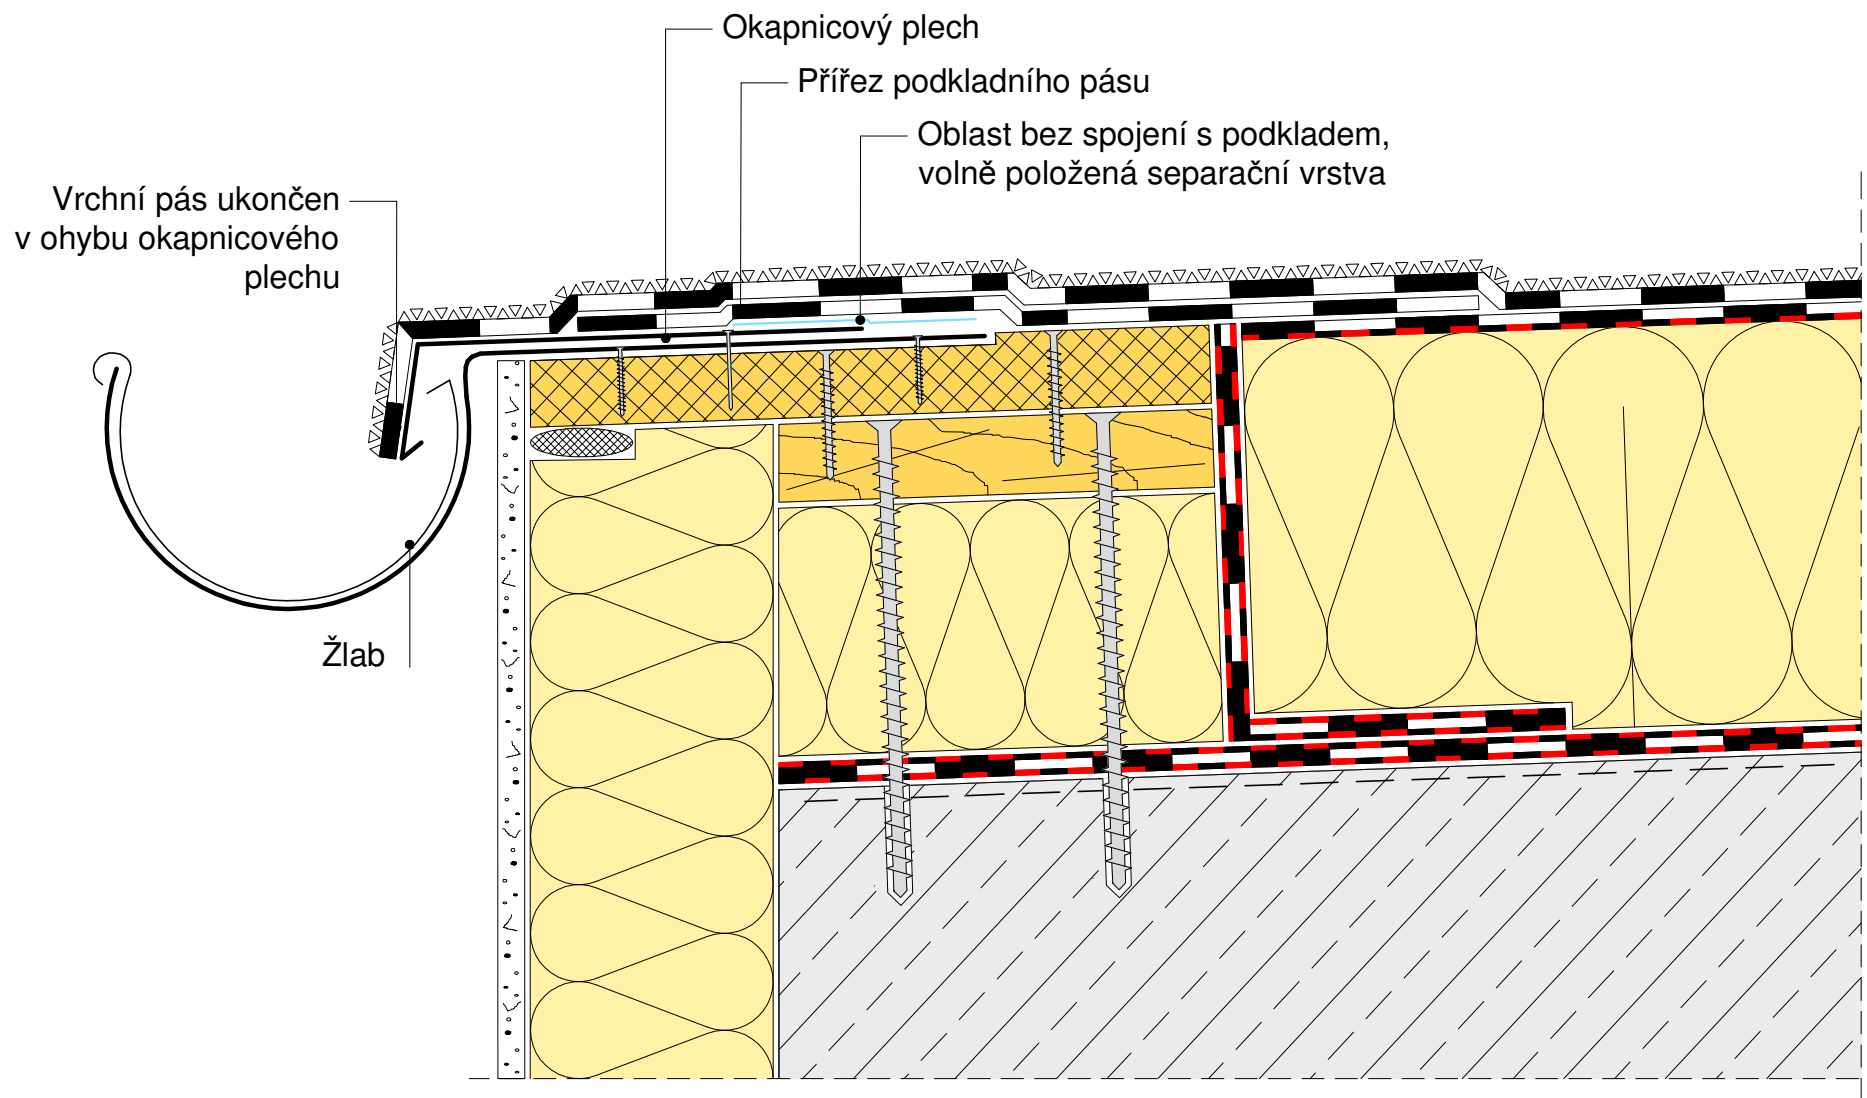 Okapnicový plech
Přířez podkladního pásu
Oblast bez spojení s podkladem,
volně položená separační vrstva
Vrchní pás ukončen
v ohybu okapnicového
plechu
Žlab